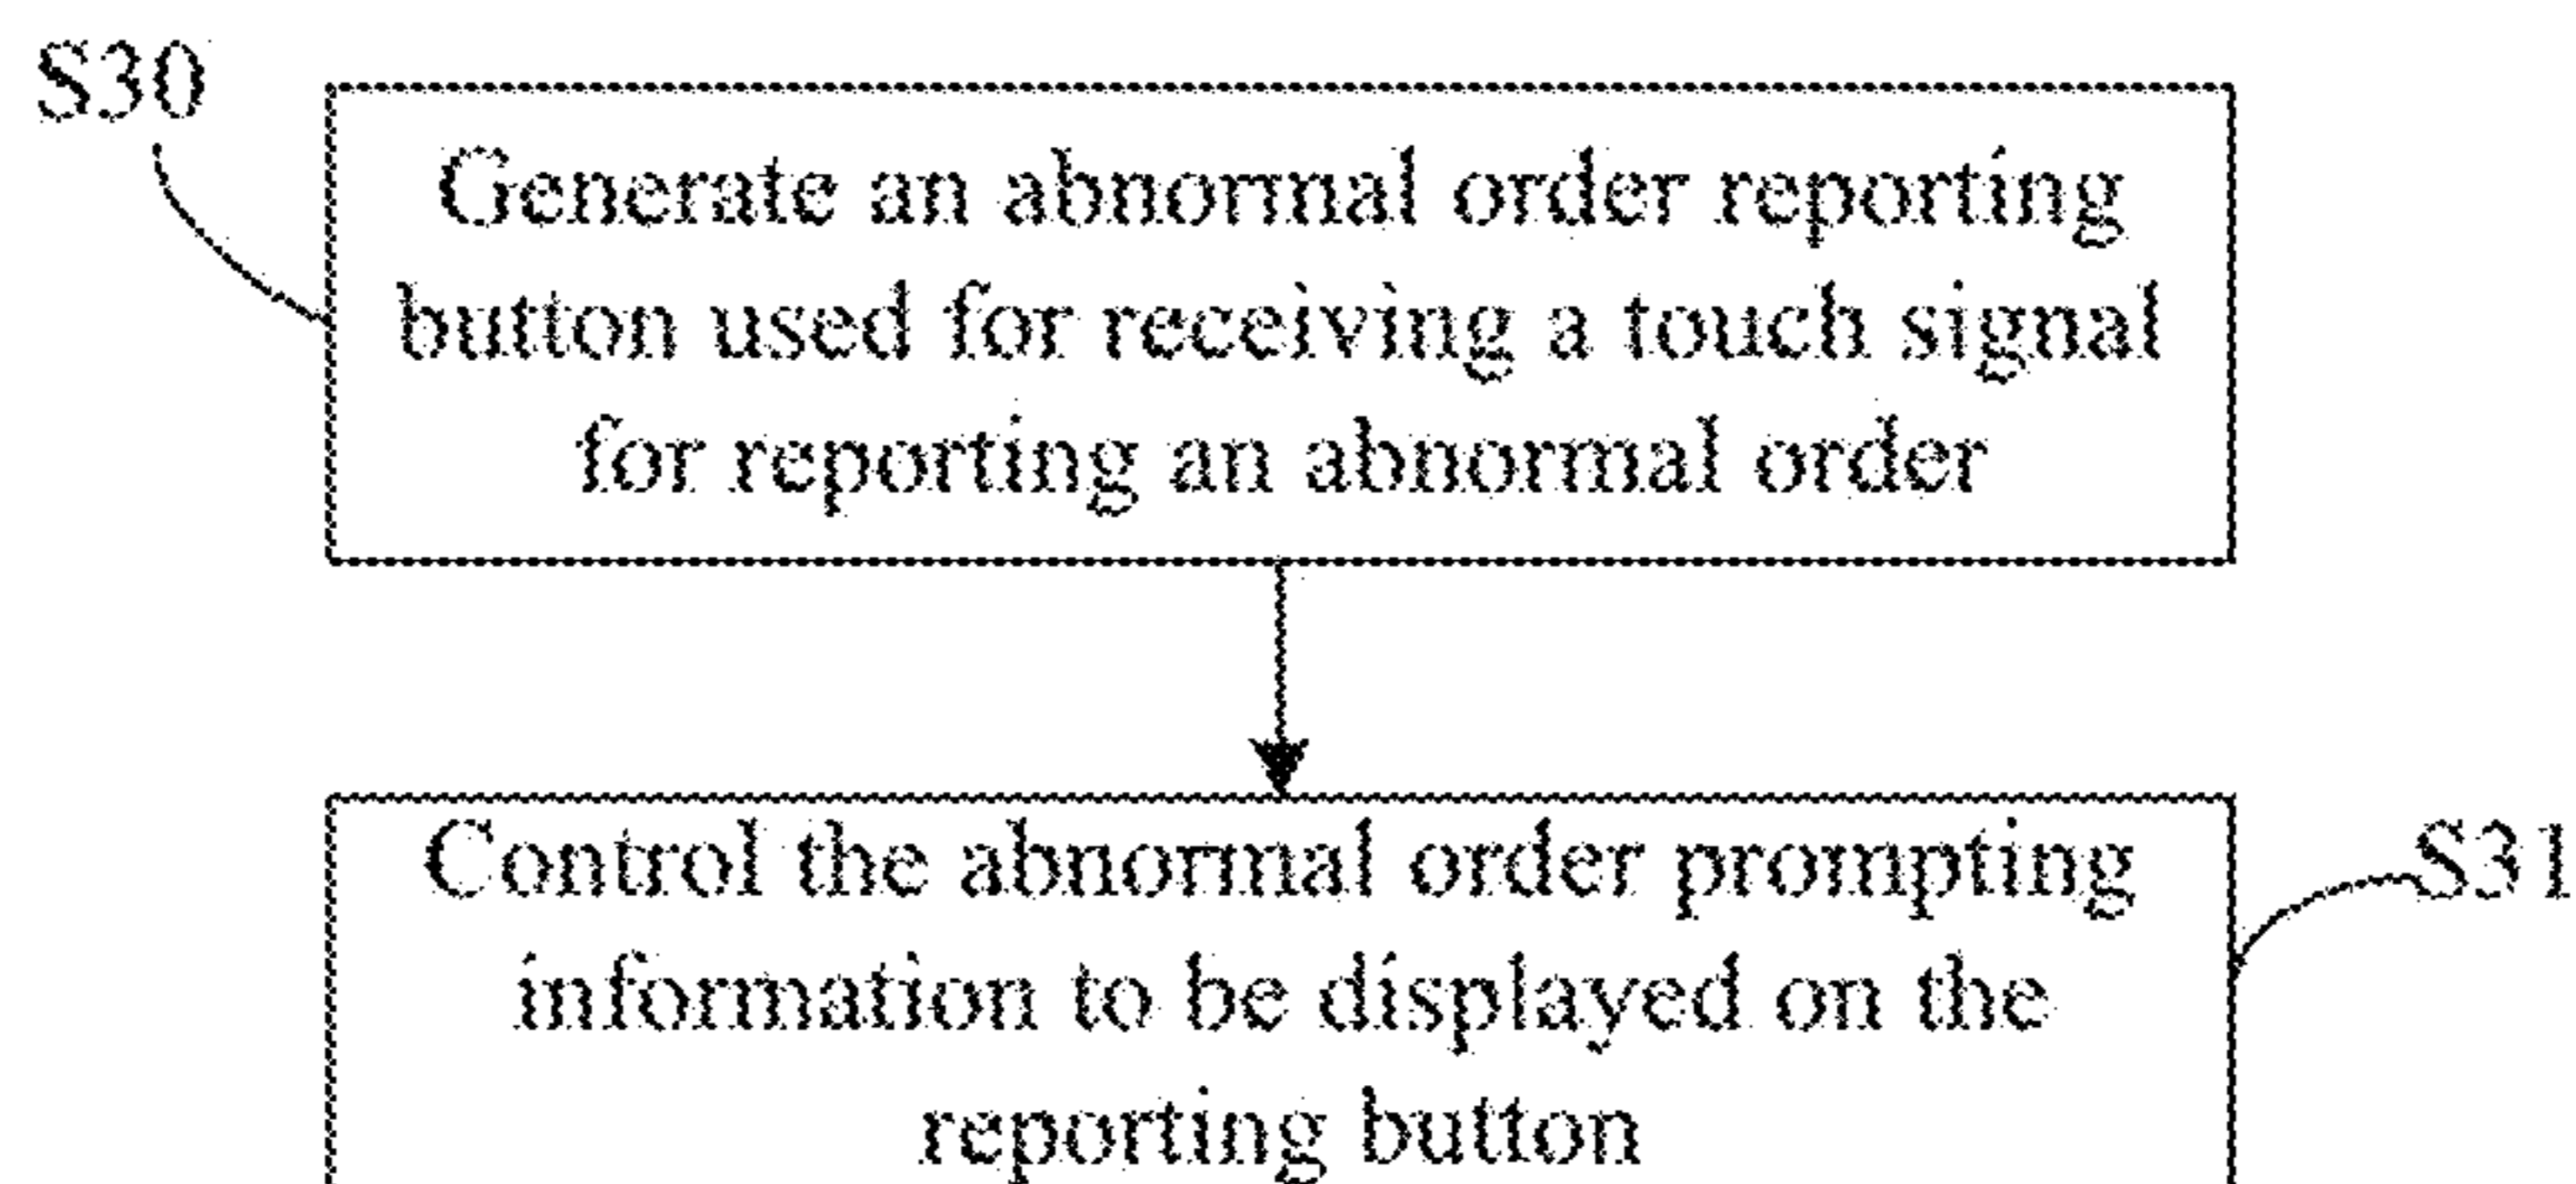 S30
Generate an abnormal order reporting
button used for receiving a touch signal
for reporting an abnormal order
Control the abnormal order prompting
information to be displayed on the
reporting button
S31